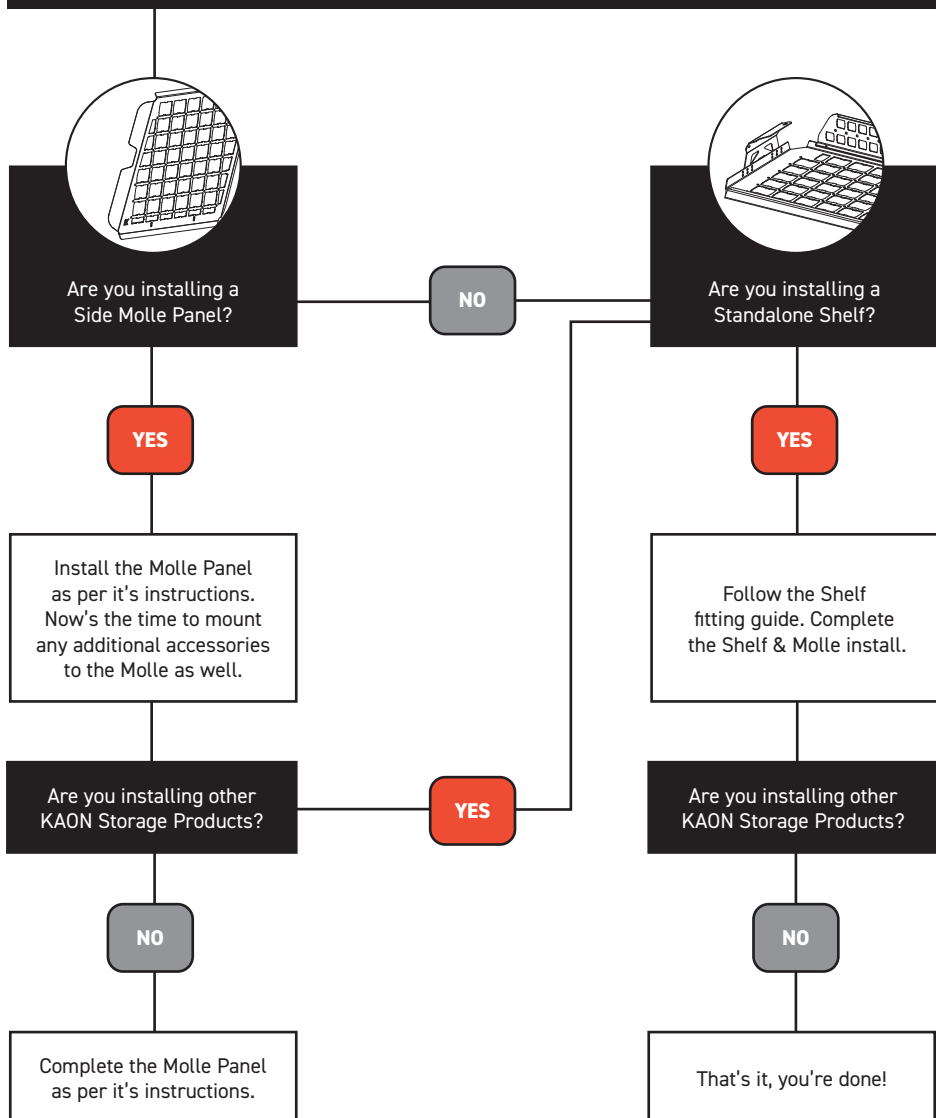 Are you installing a
Side Molle Panel?
NO
Are you installing a
Standalone Shelf?
YES
YES
Install the Molle Panel
as per it's instructions.
Now's the time to mount
any additional accessories
to the Molle as well.
Follow the Shelf
fitting guide. Complete
the Shelf & Molle install.
Are you installing other
KAON Storage Products?
YES
Are you installing other
KAON Storage Products?
NO
NO
Complete the Molle Panel
as per it's instructions.
That's it, you're done!